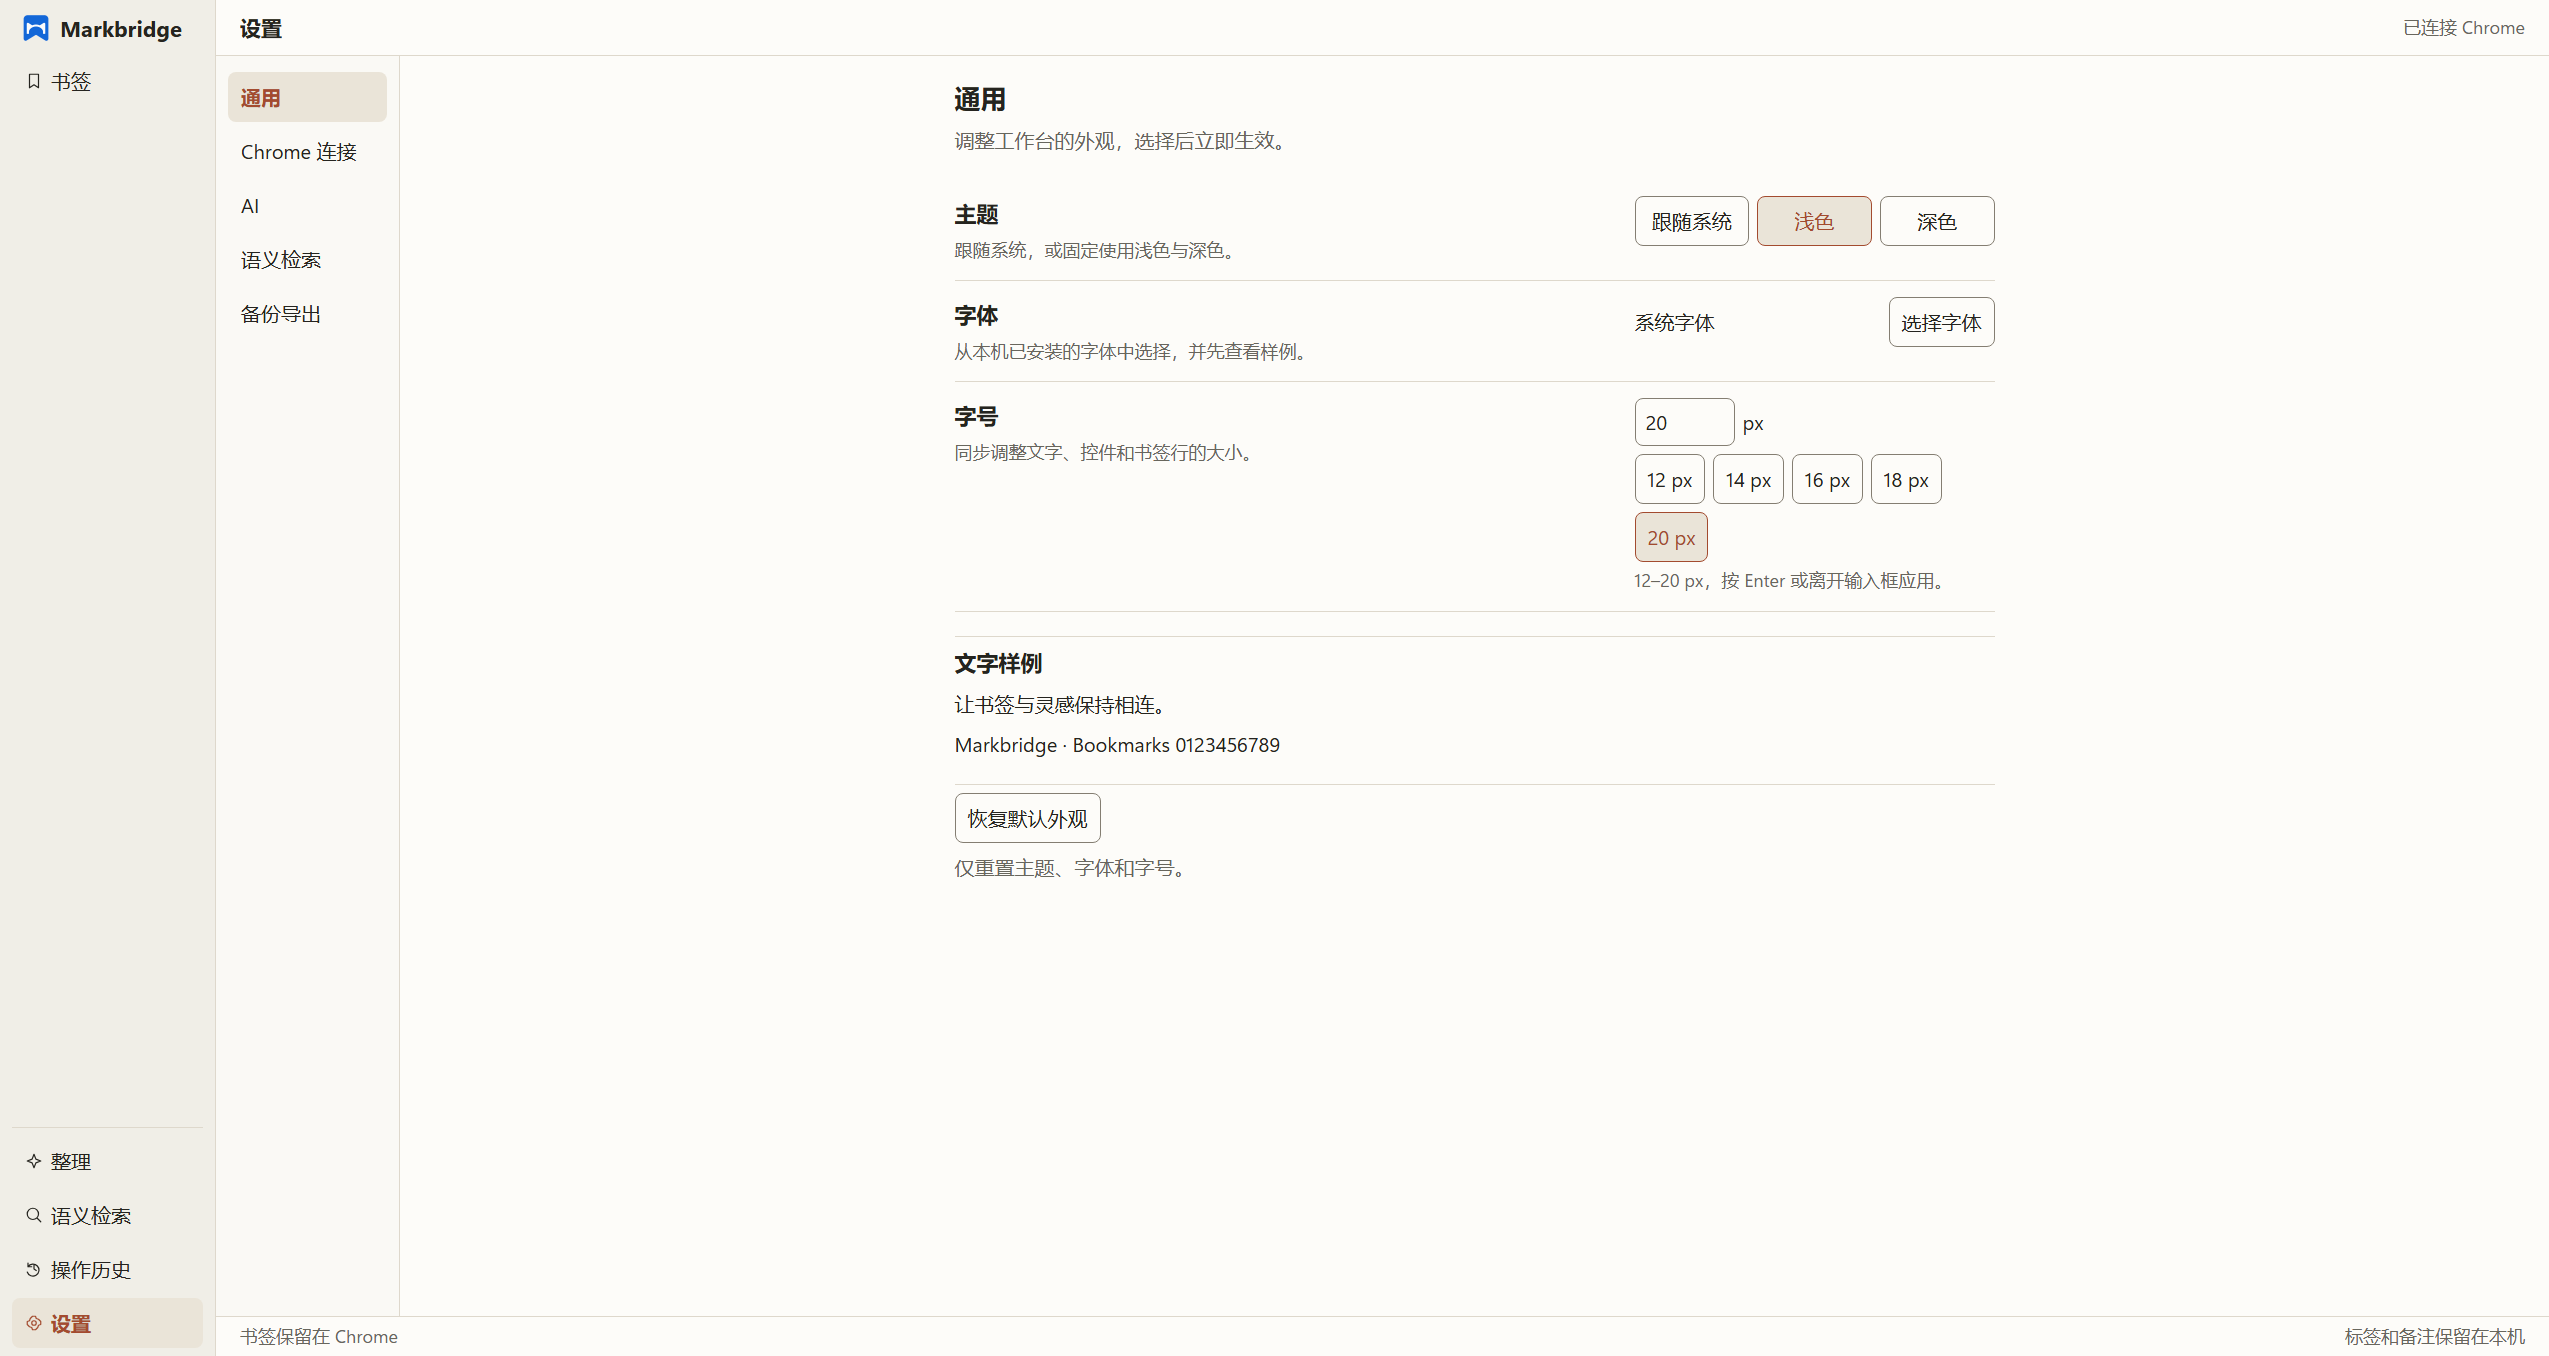 Markbridge
书签
整理
语义检索
操作历史
设置
设置
已连接 Chrome
通用
Chrome 连接
AI
语义检索
备份导出
通用
调整工作台的外观，选择后立即生效。
主题
跟随系统，或固定使用浅色与深色。
跟随系统
浅色
深色
字体
从本机已安装的字体中选择，并先查看样例。
系统字体
选择字体
字号
同步调整文字、控件和书签行的大小。
20 px
12 px 14 px 16 px 18 px
20 px
12–20 px，按 Enter 或离开输入框应用。
文字样例
让书签与灵感保持相连。
Markbridge · Bookmarks 0123456789
恢复默认外观
仅重置主题、字体和字号。
书签保留在 Chrome
标签和备注保留在本机